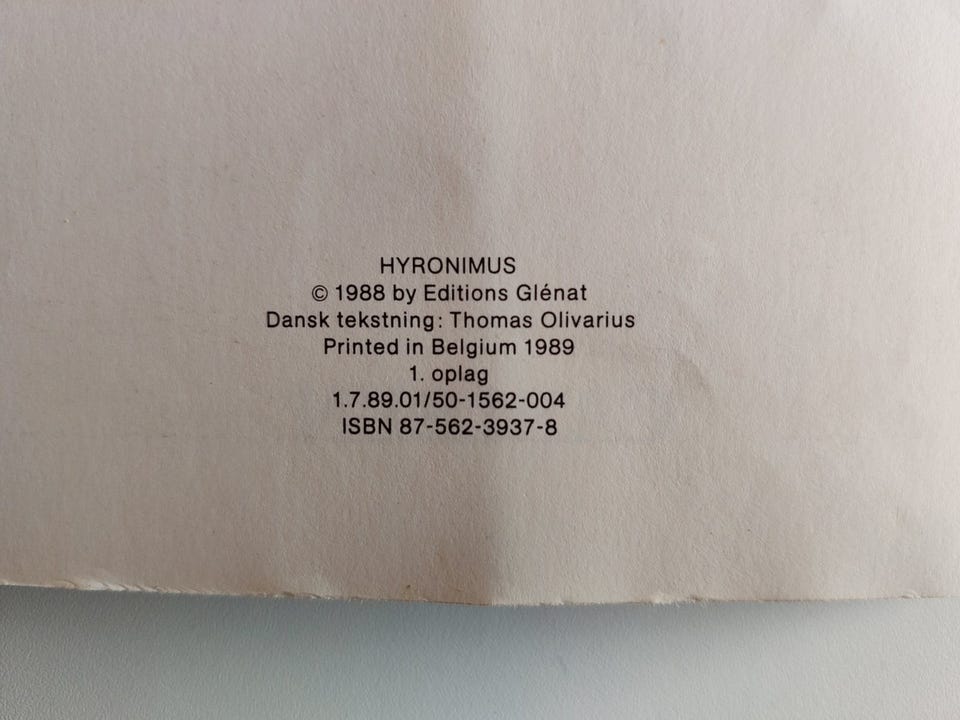 HYRONIMUS
© 1988 by Editions Glénat
Dansk tekstning: Thomas Olivarius
Printed in Belgium 1989
1. oplag
1.7.89.01/50-1562-004
ISBN 87-562-3937-8